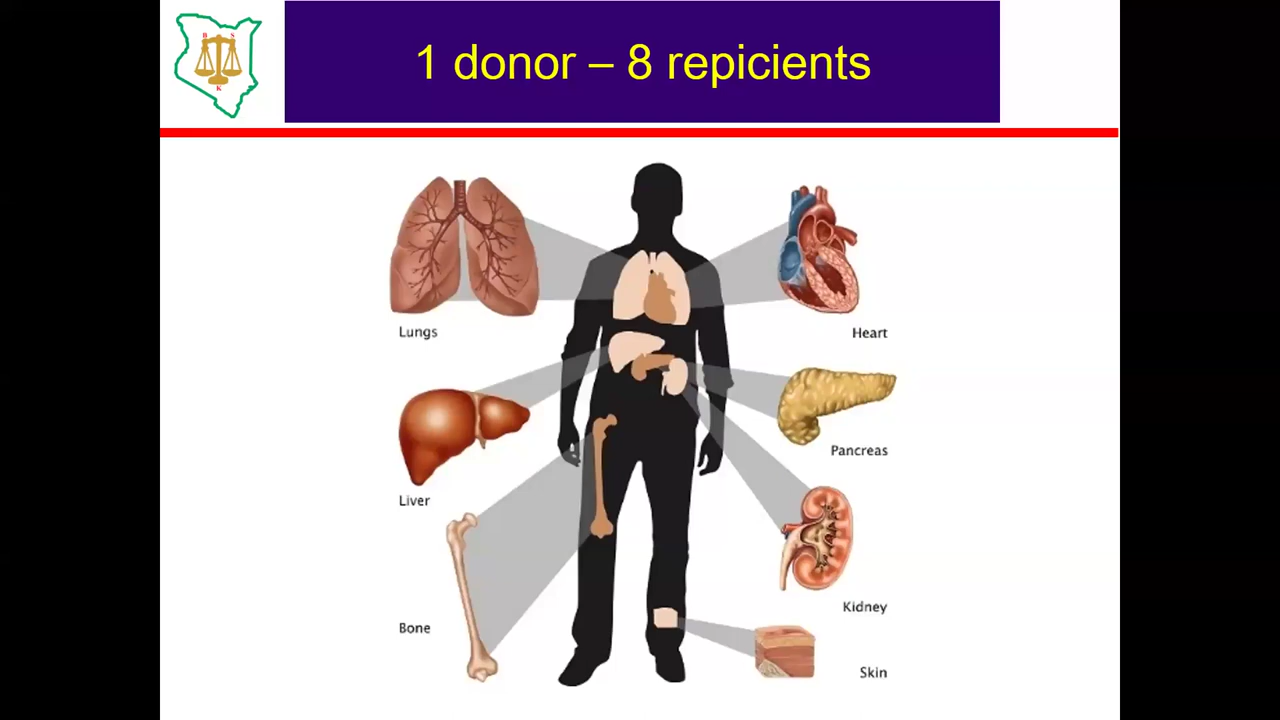 R S
K
1 donor – 8 repicients
Lungs
Heart
Liver
Pancreas
Bone
Kidney
Skin